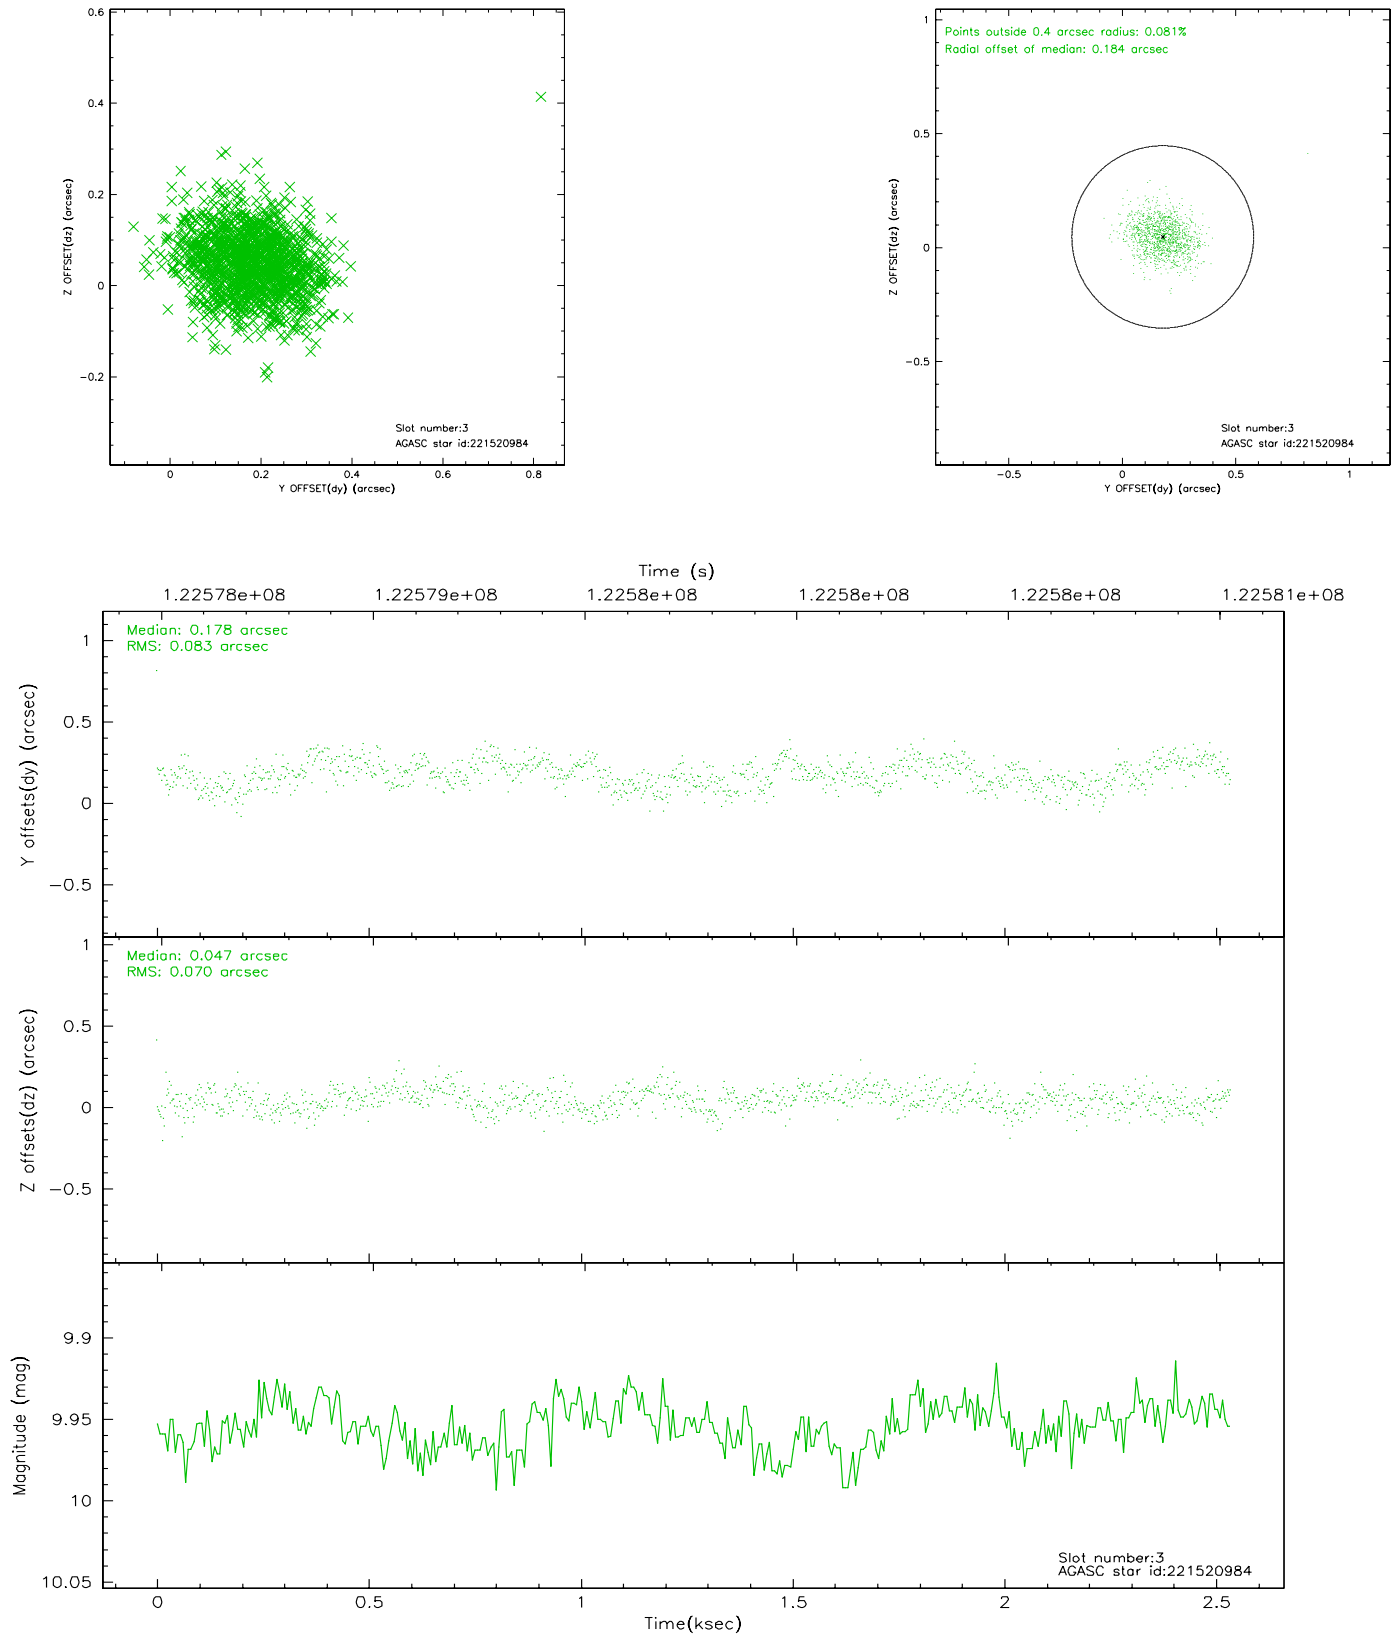 0.6
0.4
0.2
0
-0.2
Z OFFSET(dz) (arcsec)
0
0.2
0.4
0.6
0.8
Y OFFSET(dy) (arcsec)
Slot number:3
AGASC star id:221520984
Points outside 0.4 arcsec radius: 0.081%
Radial offset of median: 0.184 arcsec
1
0.5
0
-0.5
Z OFFSET(dz) (arcsec)
-0.5
0
0.5
1
Y OFFSET(dy) (arcsec)
Slot number:3
AGASC star id:221520984
Time (s)
1.22578e+08
1.22579e+08
1.2258e+08
1.2258e+08
1.2258e+08
1.22581e+08
Median: 0.178 arcsec
RMS: 0.083 arcsec
1
0.5
0
-0.5
Y offsets(dy) (arcsec)
Median: 0.047 arcsec
RMS: 0.070 arcsec
1
0.5
0
-0.5
Z offsets(dz) (arcsec)
9.9
9.95
10
10.05
Magnitude (mag)
Slot number:3
AGASC star id:221520984
0
0.5
1
1.5
2
2.5
Time(ksec)